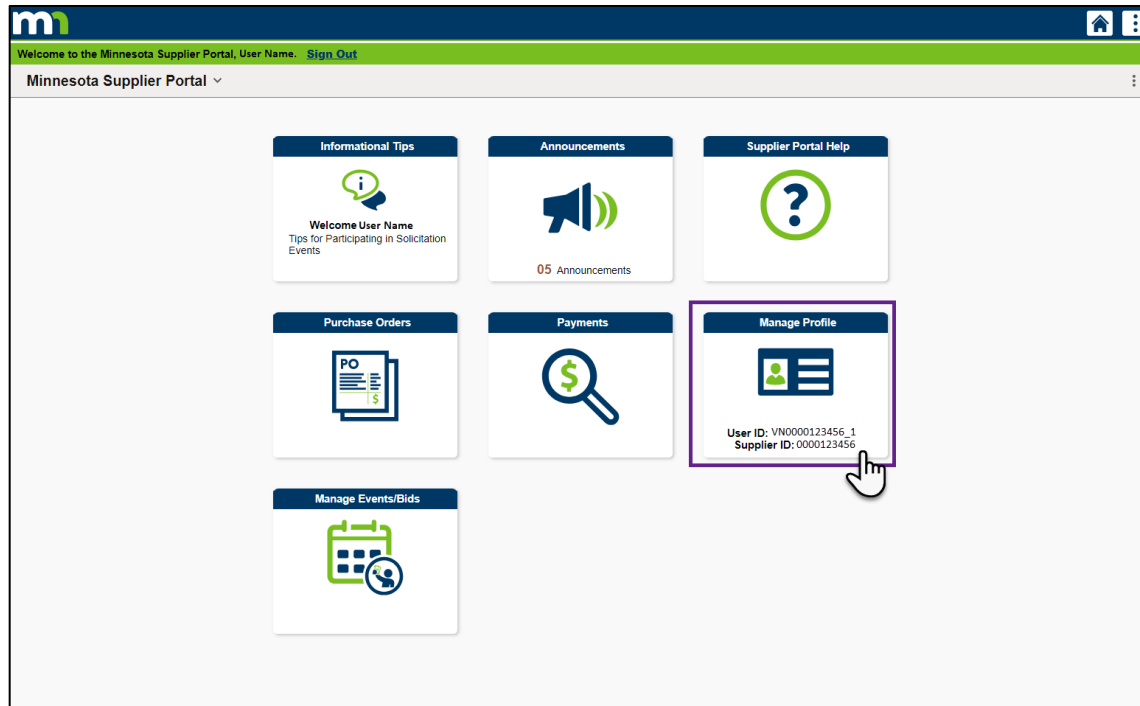 mn
Welcome to the Minnesota Supplier Portal, User Name. Sign Out
Minnesota Supplier Portal
Informational Tips
Welcome User Name
Tips for Participating in Solicitation
Events
Announcements
05 Announcements
Supplier Portal Help
?
Purchase Orders
PO
$
Payments
$
Manage Profile
User ID: VN0000123456_1
Supplier ID: 0000123456
Manage Events/Bids